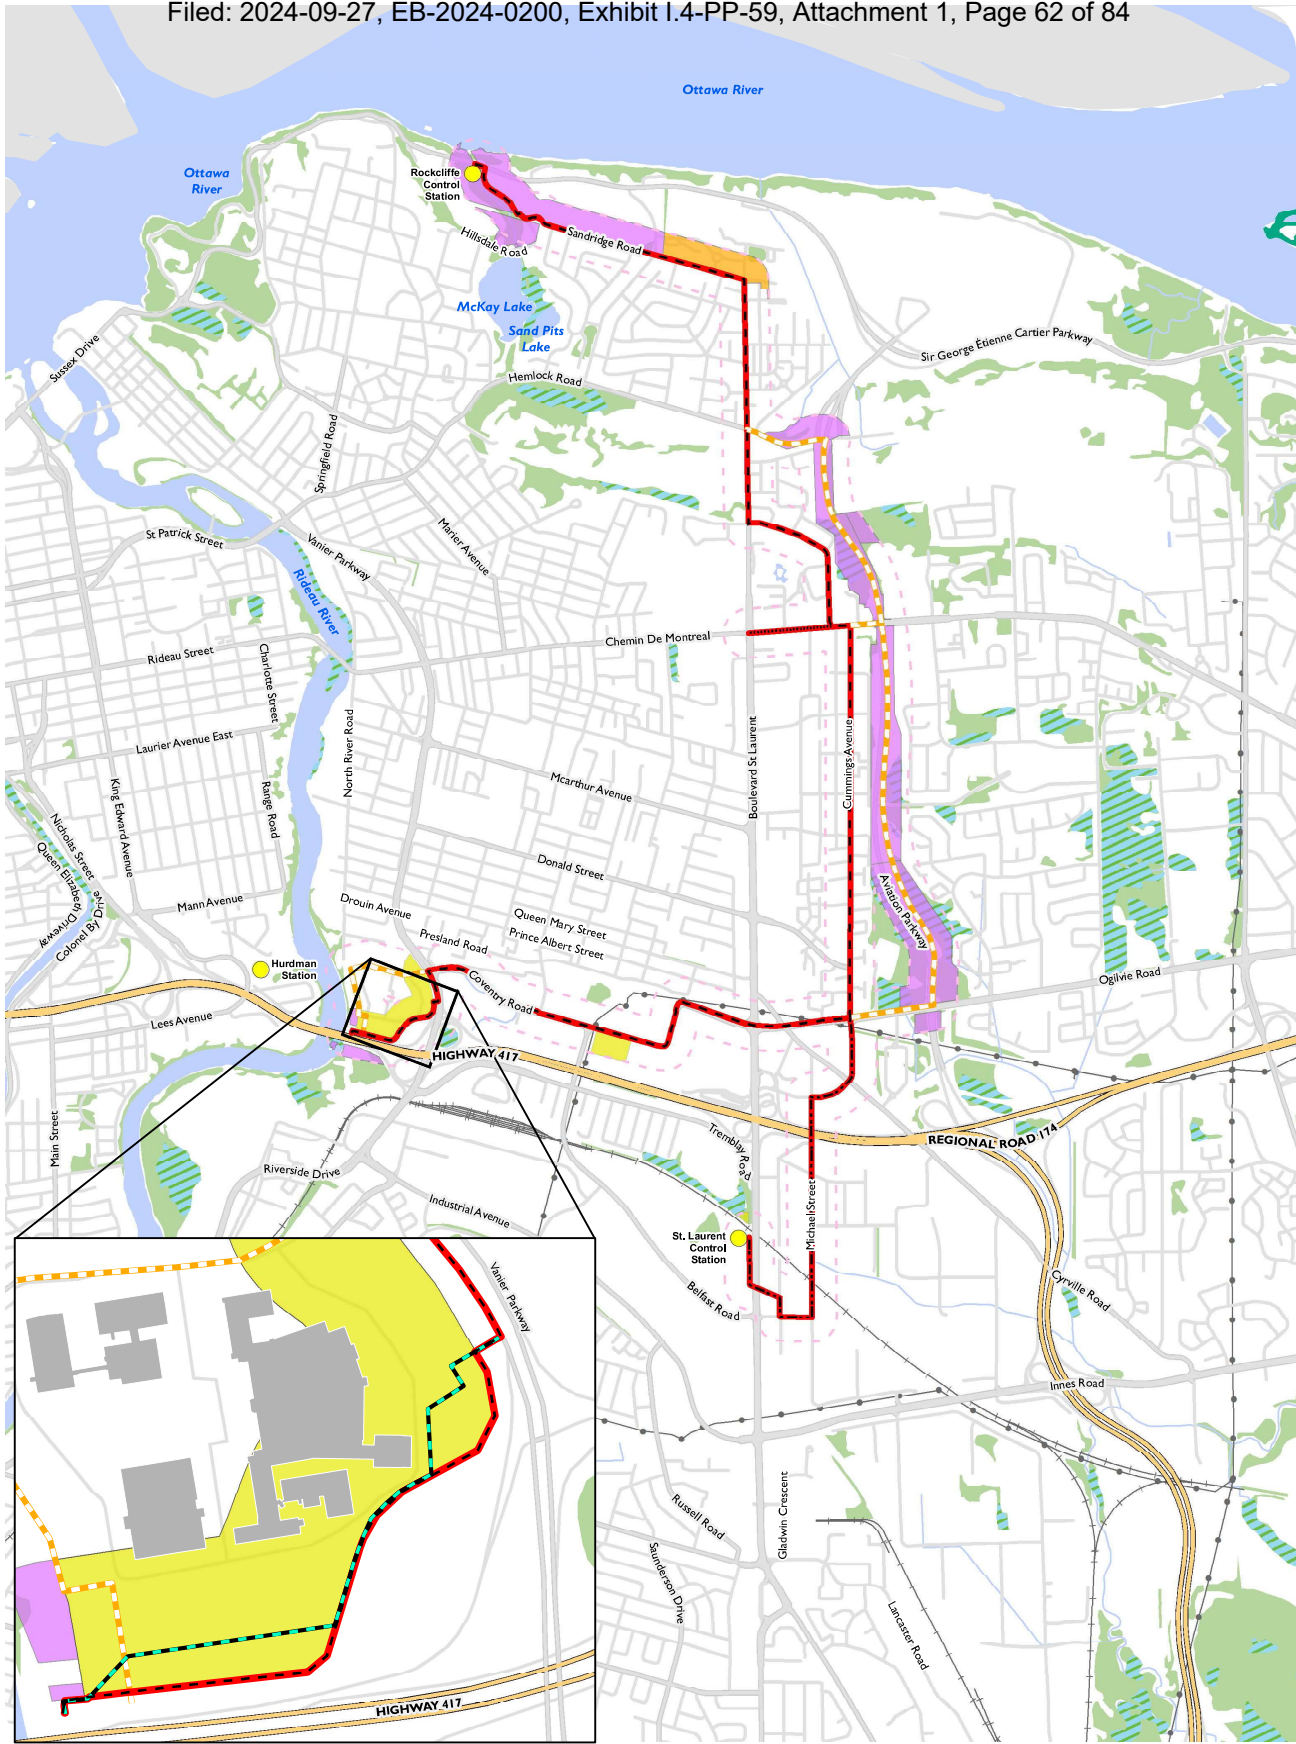 Filed: 2024-09-27, EB-2024-0200, Exhibit I.4-PP-59, Attachment 1, Page 62 of 84
Ottawa River
Ottawa
River
Rockcliffe
Control
Station
Hillsdale Road
Sandridge Road
McKay Lake
Sand Pits
Lake
Sussex Drive
Sir George Étienne Cartier Parkway
Hemlock Road
Springfield Road
St Patrick Street
Vanier Parkway
Marier Avenue
Rideau River
Chemin De Montreal
Rideau Street
Charlotte Street
Laurier Avenue East
North River Road
Boulevard St Laurent
Cummings Avenue
Mcarthur Avenue
King Edward Avenue
Range Road
Nicholas Street
Queen Elizabeth Driveway
Colonel By Drive
Donald Street
Mann Avenue
Drouin Avenue
Aviation Parkway
Queen Mary Street
Prince Albert Street
Presland Road
Hurdman
Station
Coventry Road
Ogilvie Road
Lees Avenue
HIGHWAY 417
Main Street
Tremblay Road
REGIONAL ROAD 174
Riverside Drive
Industrial Avenue
Michael Street
St. Laurent
Control
Station
Belfast Road
Cyrville Road
Vanier Parkway
Innes Road
Russell Road
Gladwin Crescent
Saunderson Drive
Lancaster Road
HIGHWAY 417